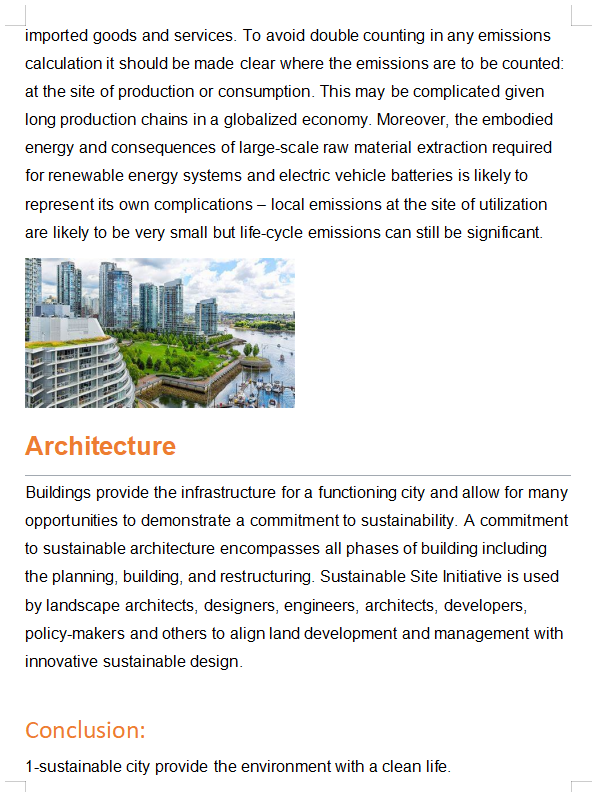 imported goods and services. To avoid double counting in any emissions
calculation it should be made clear where the emissions are to be counted:
at the site of production or consumption. This may be complicated given
long production chains in a globalized economy. Moreover, the embodied
energy and consequences of large-scale raw material extraction required
for renewable energy systems and electric vehicle batteries is likely to
represent its own complications – local emissions at the site of utilization
are likely to be very small but life-cycle emissions can still be significant.
Architecture
Buildings provide the infrastructure for a functioning city and allow for many
opportunities to demonstrate a commitment to sustainability. A commitment
to sustainable architecture encompasses all phases of building including
the planning, building, and restructuring. Sustainable Site Initiative is used
by landscape architects, designers, engineers, architects, developers,
policy-makers and others to align land development and management with
innovative sustainable design.
Conclusion:
1-sustainable city provide the environment with a clean life.